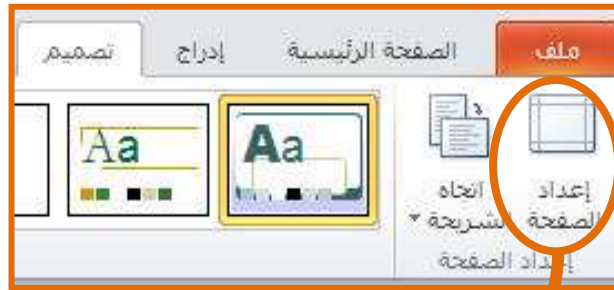 ملف الصفحة الرئيسية إدراج تصميم
Aa Aa
إعداد الصفحة
اتجاه الشريحة
إعداد الصفحة